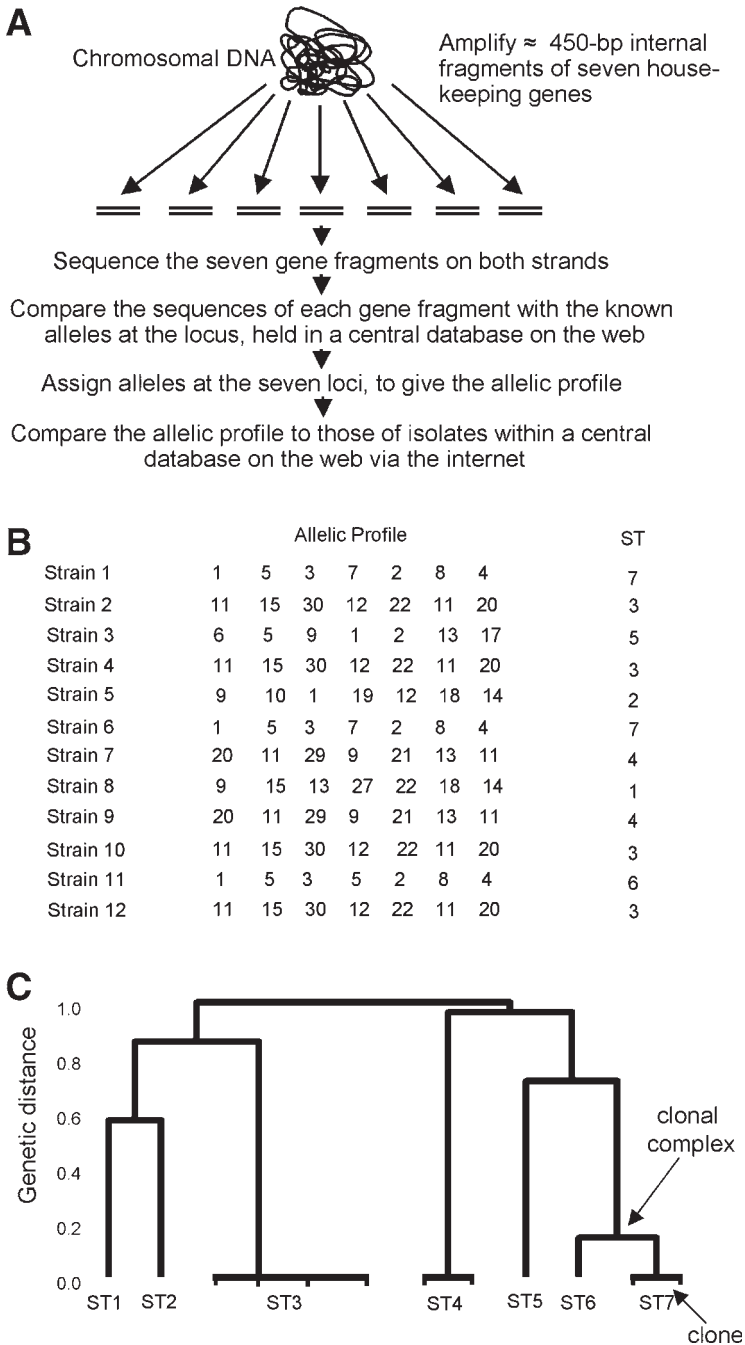 A
Chromosomal DNA
Amplify ≈ 450-bp internal
fragments of seven house-
keeping genes
Sequence the seven gene fragments on both strands
Compare the sequences of each gene fragment with the known
alleles at the locus, held in a central database on the web
Assign alleles at the seven loci, to give the allelic profile
Compare the allelic profile to those of isolates within a central
database on the web via the internet
B
Allelic Profile ST
Strain 1 1 5 3 7 2 8 4 7
Strain 2 11 15 30 12 22 11 20 3
Strain 3 6 5 9 1 2 13 17 5
Strain 4 11 15 30 12 22 11 20 3
Strain 5 9 10 1 19 12 18 14 2
Strain 6 1 5 3 7 2 8 4 7
Strain 7 20 11 29 9 21 13 11 4
Strain 8 9 15 13 27 22 18 14 1
Strain 9 20 11 29 9 21 13 11 4
Strain 10 11 15 30 12 22 11 20 3
Strain 11 1 5 3 5 2 8 4 6
Strain 12 11 15 30 12 22 11 20 3
C
Genetic distance
1.0
0.8
0.6
0.4
0.2
0.0
clonal
complex
ST1 ST2 ST3 ST4 ST5 ST6 ST7
clone